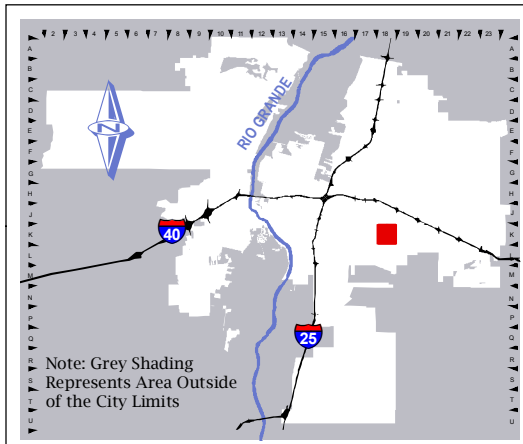 2 3 4 5 6 7 8 9 10 11 12 13 14 15 16 17 18 19 20 21 22 23
A
B
C
D
E
F
G
H
J
K
L
M
N
P
Q
R
S
T
U
N
RIO GRANDE
40
25
Note: Grey Shading
Represents Area Outside
of the City Limits
A
B
C
D
E
F
G
H
J
K
L
M
N
P
Q
R
S
T
U